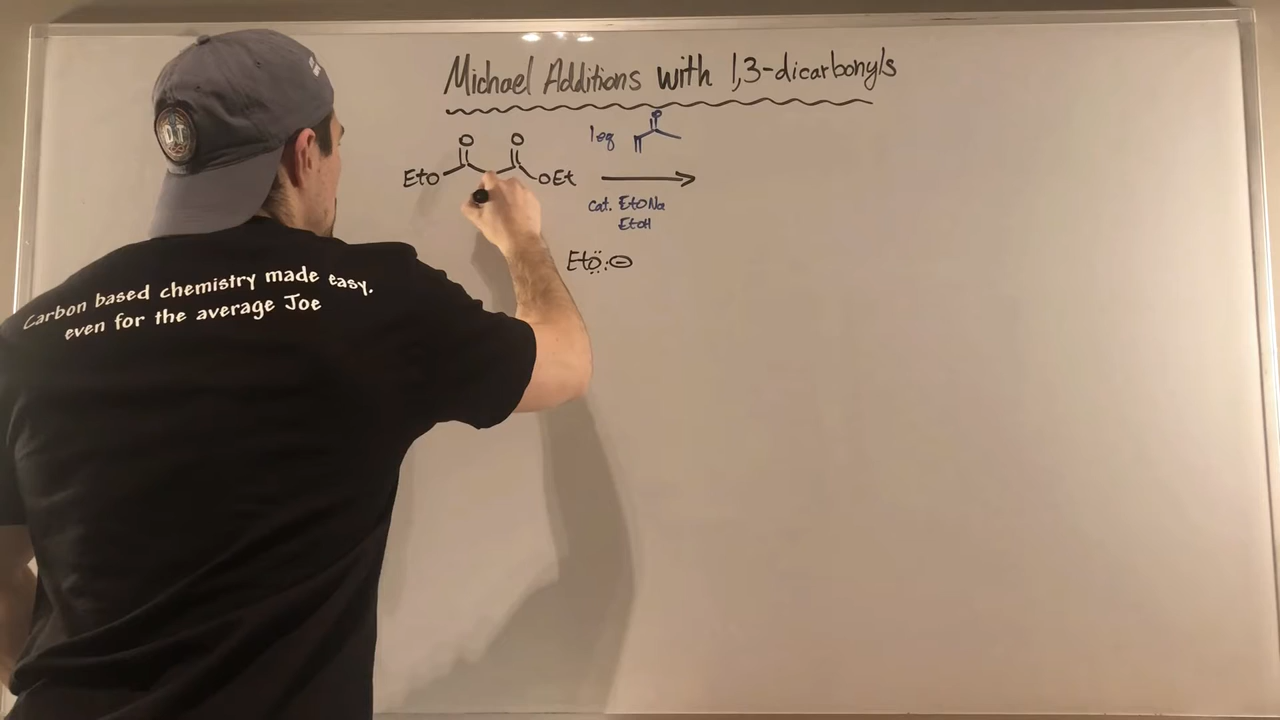 Michael Additions with 1,3-dicarbonyls
1eq
O
O O
EtO OEt
cat. EtONa
EtOH
EtO:⊖
Carbon based chemistry made easy,
even for the average Joe